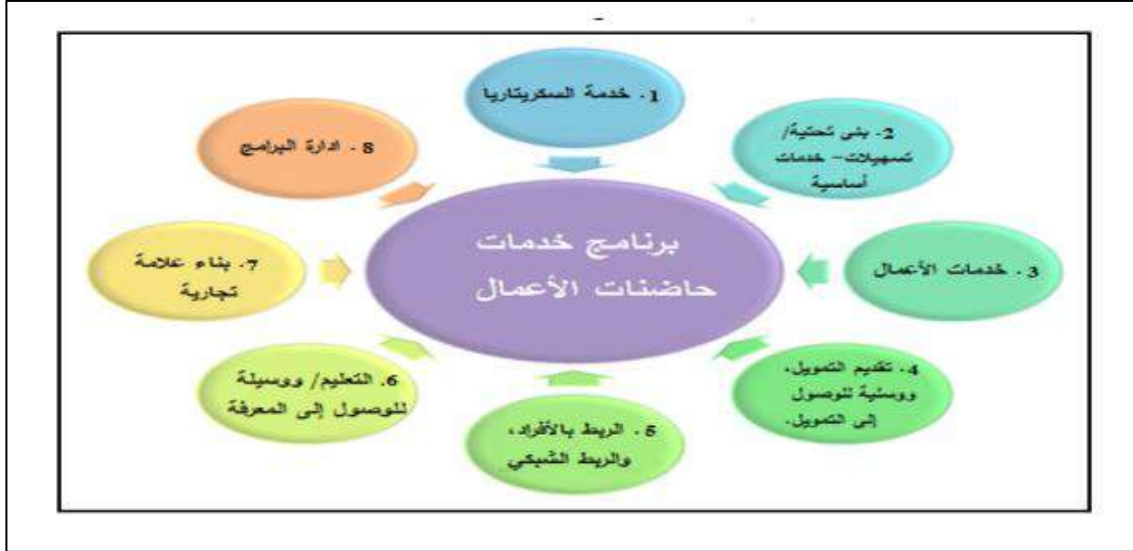 1. خدمة السكريتاريا
2. بنى تحتية/
تسهيلات- خدمات
أساسية
3. خدمات الأعمال
4. تقديم التمويل،
ووسلية للوصول
إلى التمويل.
5. الربط بالأفراد،
والربط الشبكي
6. التعليم/ ووسيلة
للوصول إلى المعرفة
7. بناء علامة
تجارية
8. ادارة البرامج
برنامج خدمات
حاضنات الأعمال